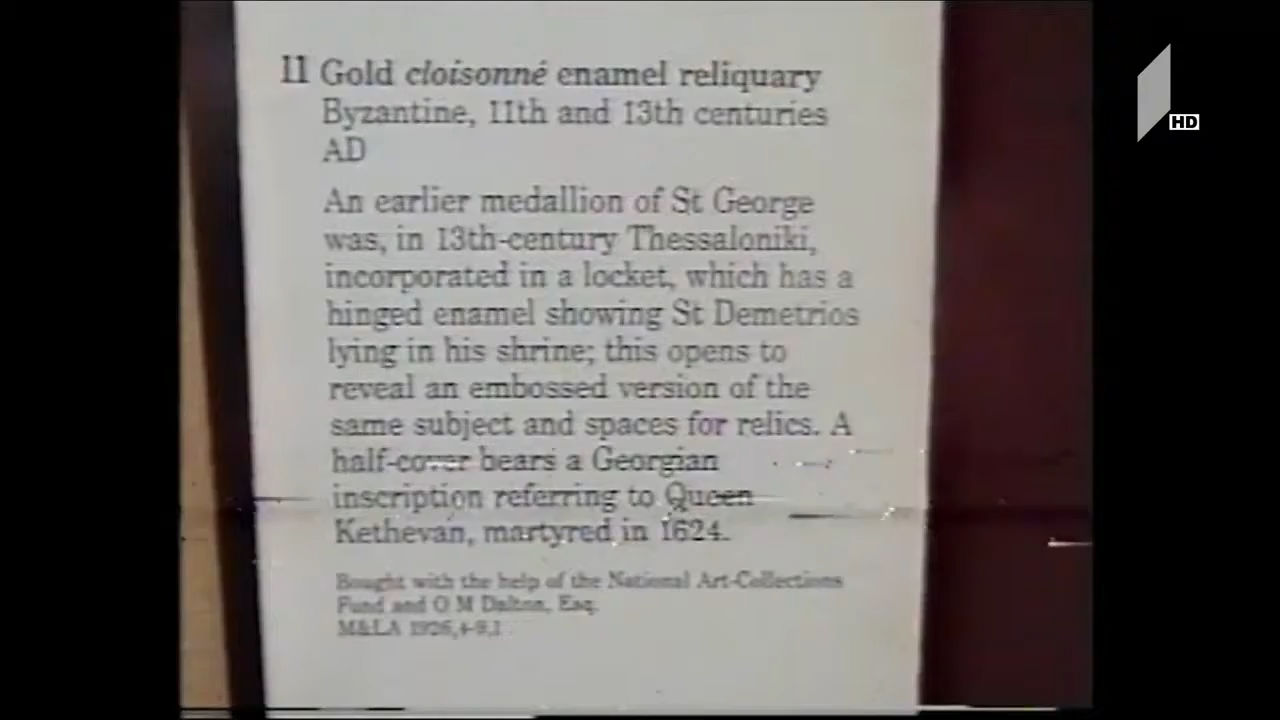 11 Gold cloisonné enamel reliquary
Byzantine, 11th and 13th centuries
AD
An earlier medallion of St George
was, in 13th-century Thessaloniki,
incorporated in a locket, which has a
hinged enamel showing St Demetrios
lying in his shrine; this opens to
reveal an embossed version of the
same subject and spaces for relics. A
half-cover bears a Georgian
inscription referring to Queen
Kethevan, martyred in 1624.
Bought with the help of the National Art-Collections
Fund and O M Dalton, Esq.
M&LA 1926,4-9,1
HD